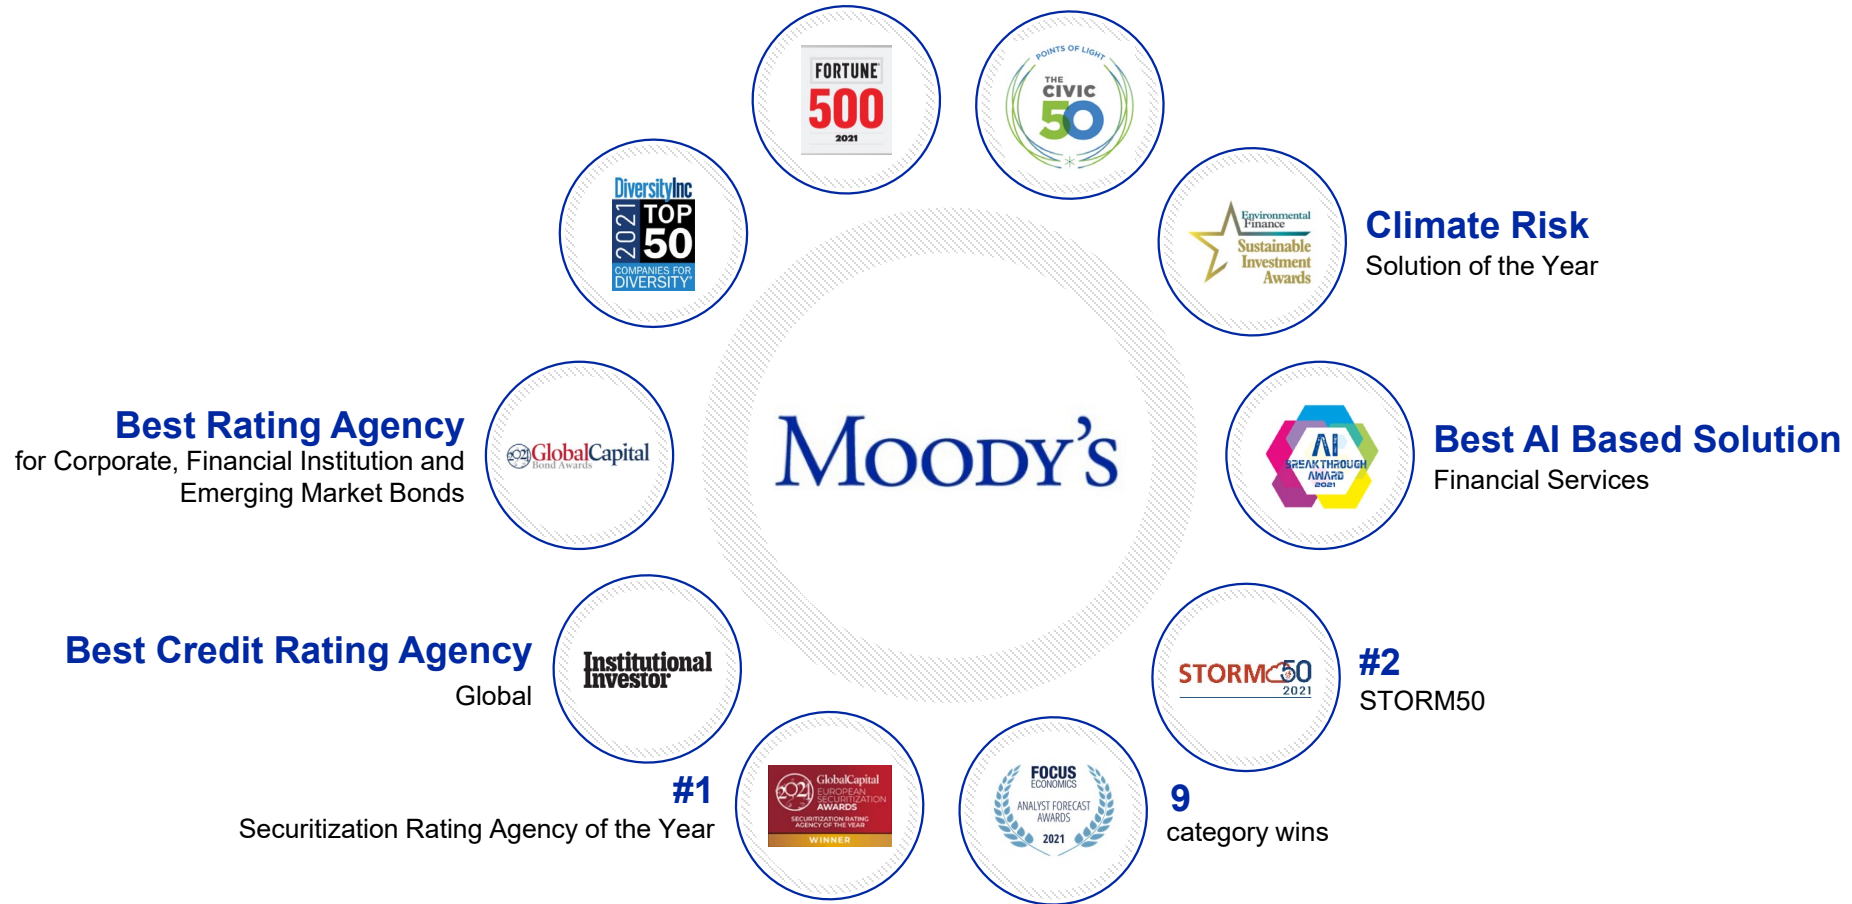 FORTUNE
500
2021
POINTS OF LIGHT
THE
CIVIC
50
DiversityInc
2021
TOP
50
COMPANIES FOR
DIVERSITY®
Environmental
Finance
Sustainable
Investment
Awards
Climate Risk
Solution of the Year
Best Rating Agency
for Corporate, Financial Institution and
Emerging Market Bonds
2021 GlobalCapital
Bond Awards
MOODY'S
AI
BREAKTHROUGH
AWARD
2021
Best AI Based Solution
Financial Services
Best Credit Rating Agency
Global
Institutional
Investor
STORM50
2021
#2
STORM50
#1
Securitization Rating Agency of the Year
2021
GlobalCapital
EUROPEAN
SECURITIZATION
AWARDS
SECURITIZATION RATING
AGENCY OF THE YEAR
WINNER
FOCUS
ECONOMICS
ANALYST FORECAST
AWARDS
2021
9
category wins